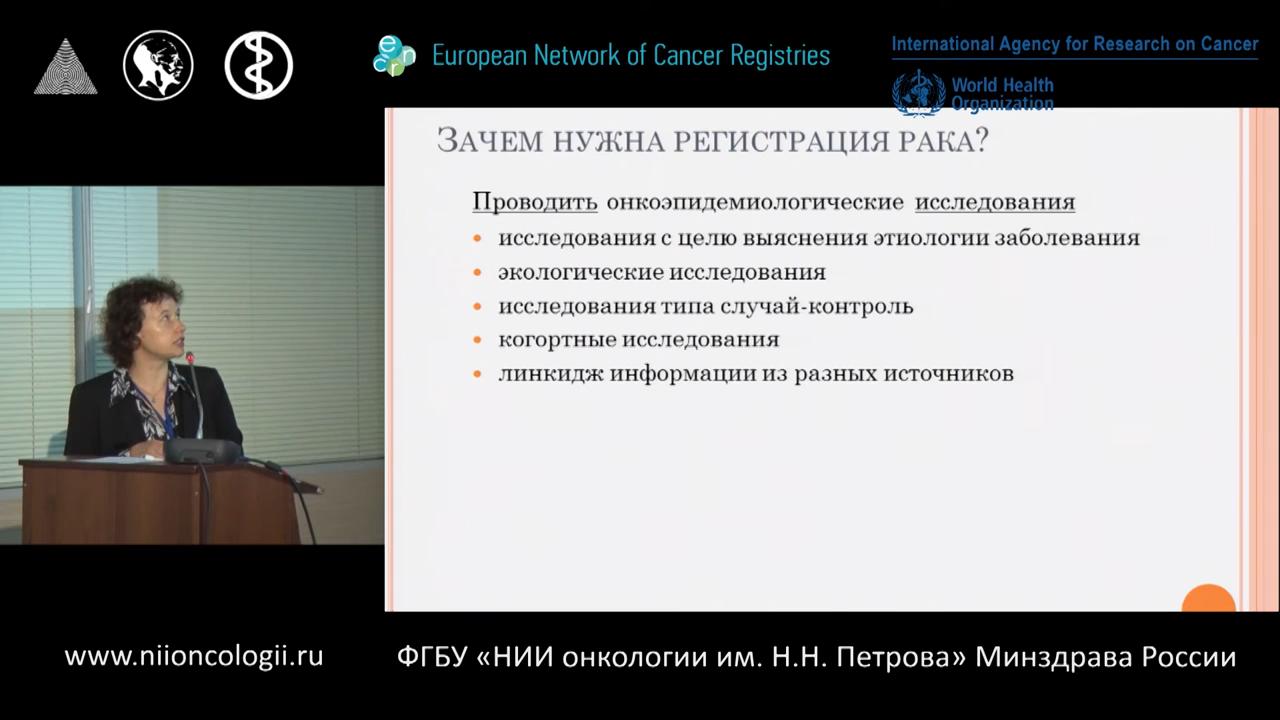 European Network of Cancer Registries
International Agency for Research on Cancer
World Health
Organization
ЗАЧЕМ НУЖНА РЕГИСТРАЦИЯ РАКА?
Проводить онкоэпидемиологические исследования
исследования с целю выяснения этиологии заболевания
экологические исследования
исследования типа случай-контроль
когортные исследования
линкидж информации из разных источников
www.niioncologii.ru
ФГБУ «НИИ онкологии им. Н.Н. Петрова» Минздрава России